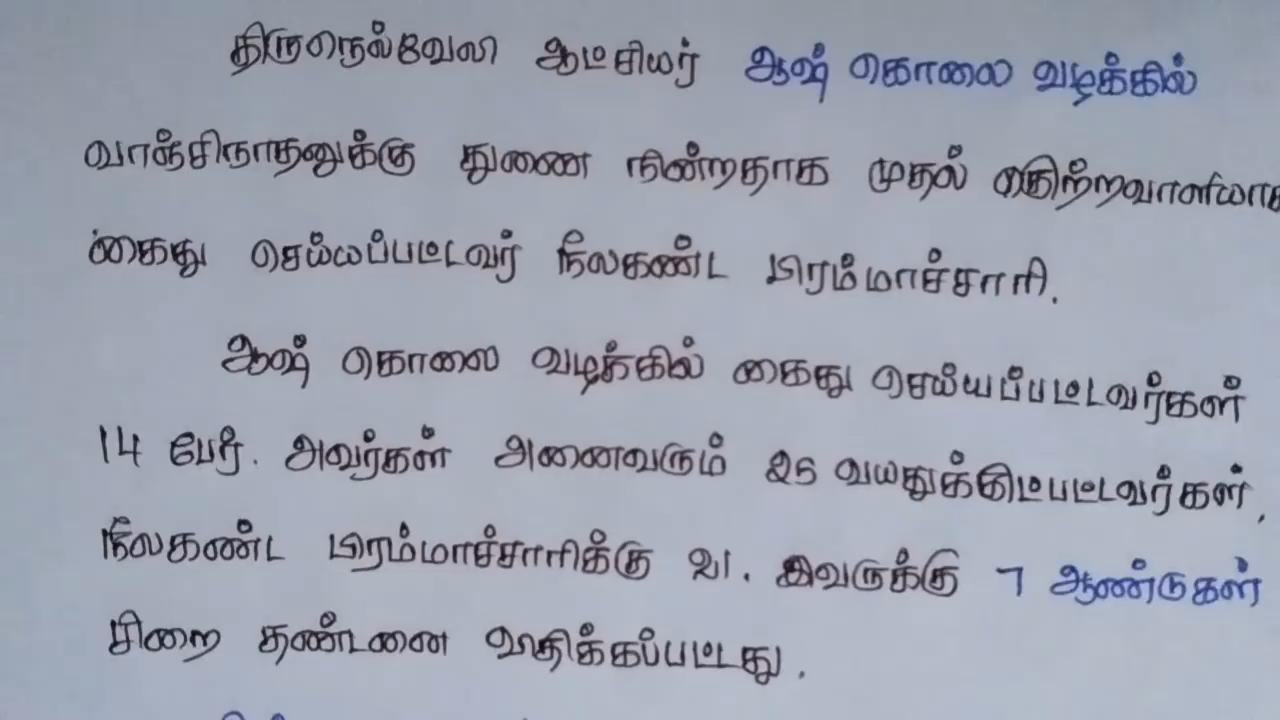 திருநெல்வேலி ஆட்சியர் ஆஷ் கொலை வழக்கில்
வாஞ்சிநாதனுக்கு துணை நின்றதாக முதல்
கைது செய்யப்பட்டவர் நீலகண்ட பிரம்மாச்சாரி.
ஆஷ் கொலை வழக்கில் கைது செய்யப்பட்டவர்கள்
14 பேர். அவர்கள் அனைவரும் 25 வயதுக்கிட்பட்டவர்கள்,
நீலகண்ட பிரம்மாச்சாரிக்கு 21. இவருக்கு 7 ஆண்டுகள்
சிறை தண்டனை விதிக்கப்பட்டது.